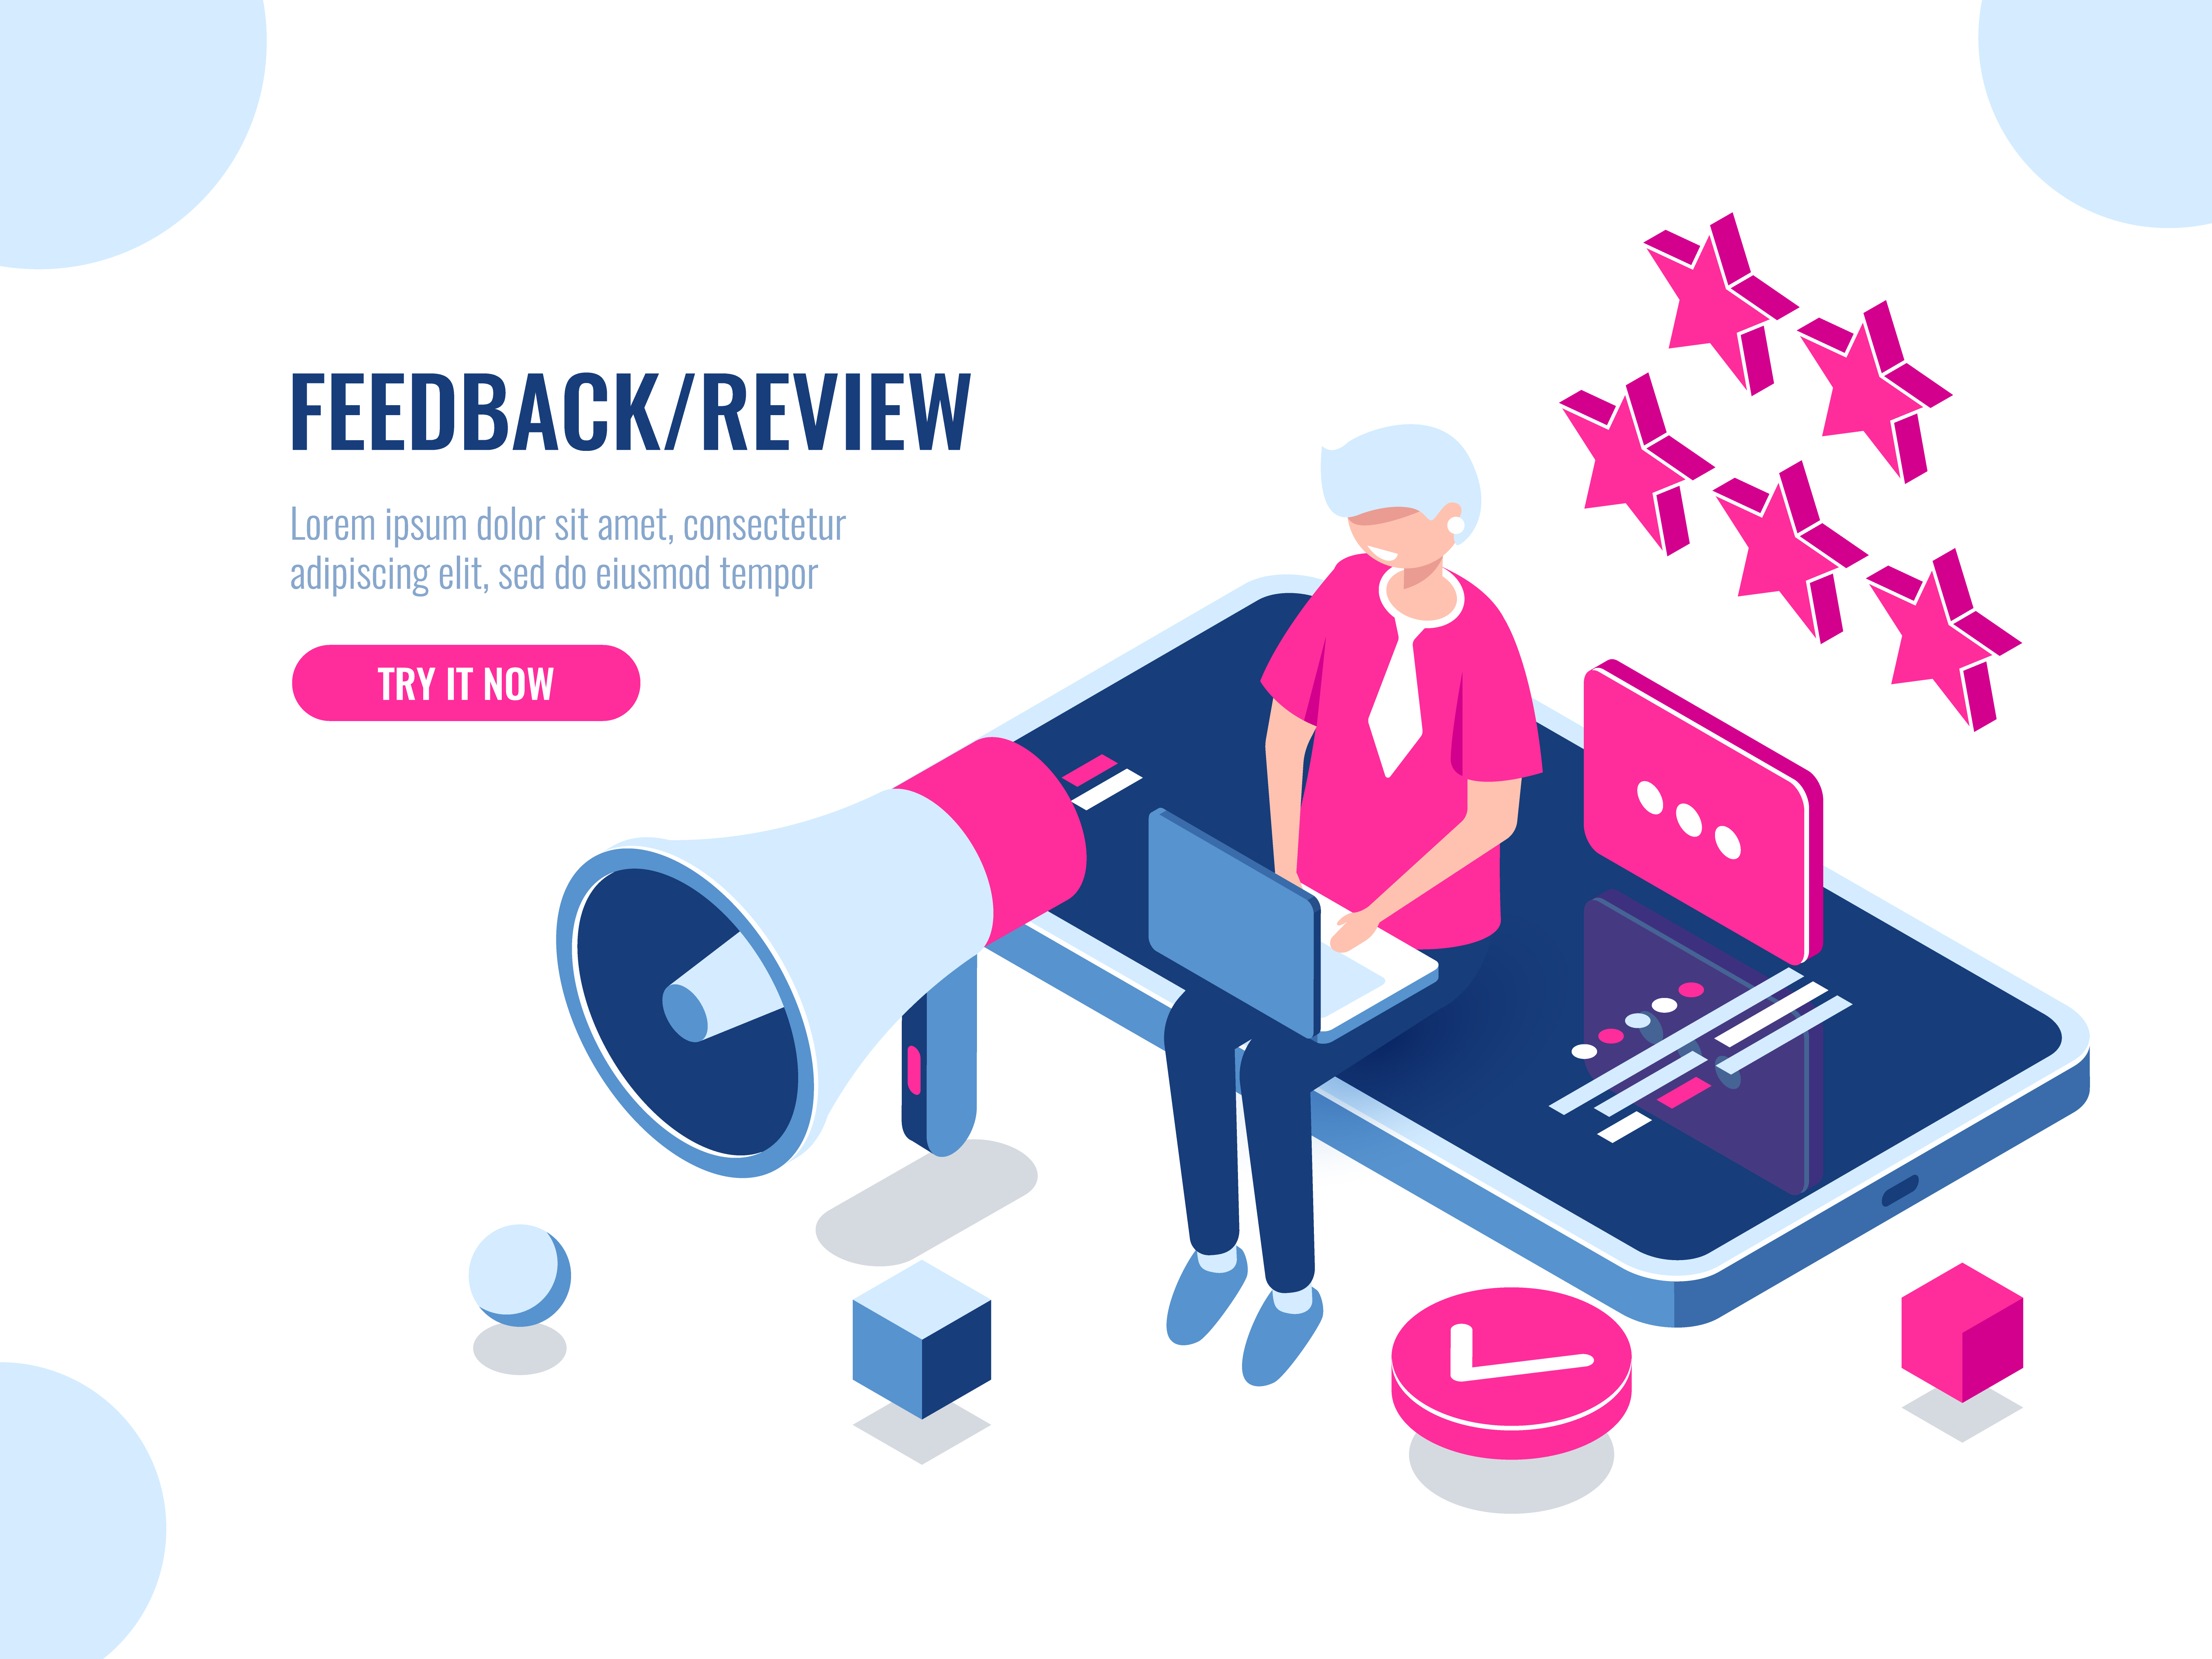 FEEDBACK/REVIEW
Lorem ipsum dolor sit amet, consectetur
adipiscing elit, sed do eiusmod tempor
TRY IT NOW